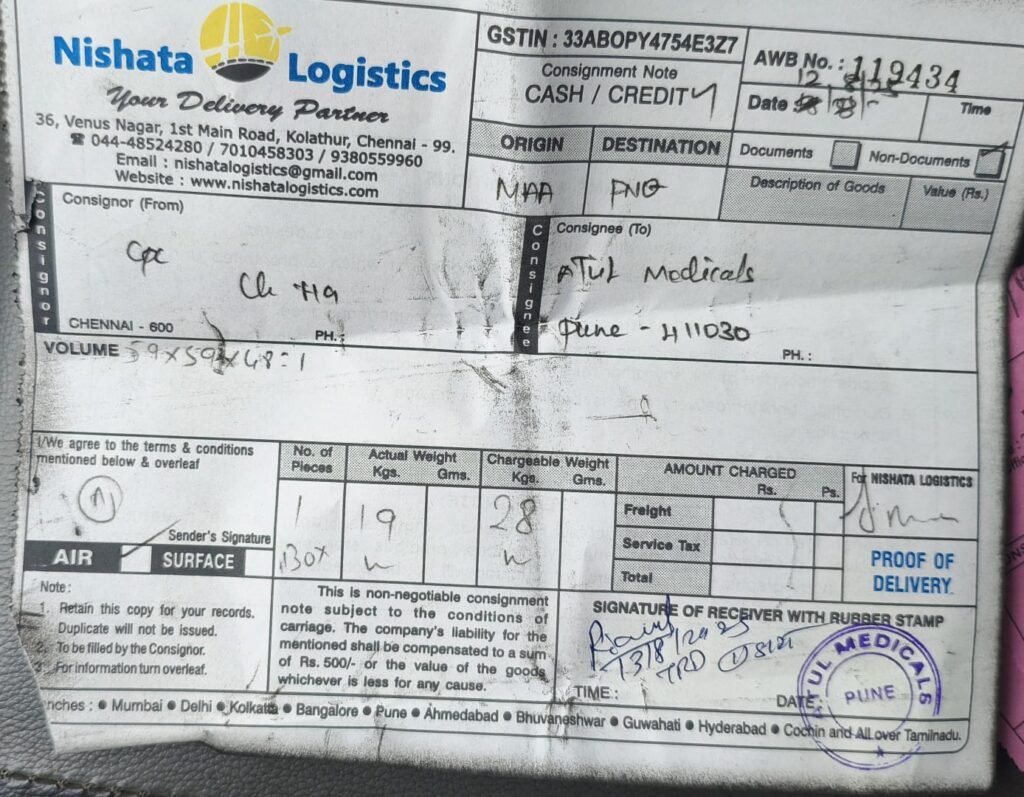 Nishata Logistics
Your Delivery Partner
36, Venus Nagar, 1st Main Road, Kolathur, Chennai - 99.
☎ 044-48524280 / 7010458303 / 9380559960
Email : nishatalogistics@gmail.com
Website : www.nishatalogistics.com
GSTIN : 33ABOPY4754E3Z7
Consignment Note
CASH / CREDIT
AWB No. : 119434
Date 12
Time
ORIGIN DESTINATION
MAA PNQ
Documents Non-Documents
Description of Goods Value (Rs.)
Consignor
Consignor (From)
CHENNAI - 600 PH.:
Consignee
Consignee (To)
ATUL Medicals
Pune - 411030
PH. :
VOLUME 59x59x48=1
I/We agree to the terms & conditions
mentioned below & overleaf
Sender's Signature
AIR SURFACE
No. of Pieces
1
BOX
Actual Weight
Kgs. Gms.
19
Chargeable Weight
Kgs. Gms.
28
AMOUNT CHARGED
Rs. Ps.
Freight
Service Tax
Total
For NISHATA LOGISTICS
PROOF OF
DELIVERY
Note :
1. Retain this copy for your records.
Duplicate will not be issued.
2. To be filled by the Consignor.
3. For information turn overleaf.
This is non-negotiable consignment
note subject to the conditions of
carriage. The company's liability for the
mentioned shall be compensated to a sum
of Rs. 500/- or the value of the goods
whichever is less for any cause.
SIGNATURE OF RECEIVER WITH RUBBER STAMP
13/8/2025
TIME :
DATE
ATUL MEDICALS
PUNE
nches : ● Mumbai ● Delhi ● Kolkatta ● Bangalore ● Pune ● Ahmedabad ● Bhuvaneshwar ● Guwahati ● Hyderabad ● Cochin and All over Tamilnadu.